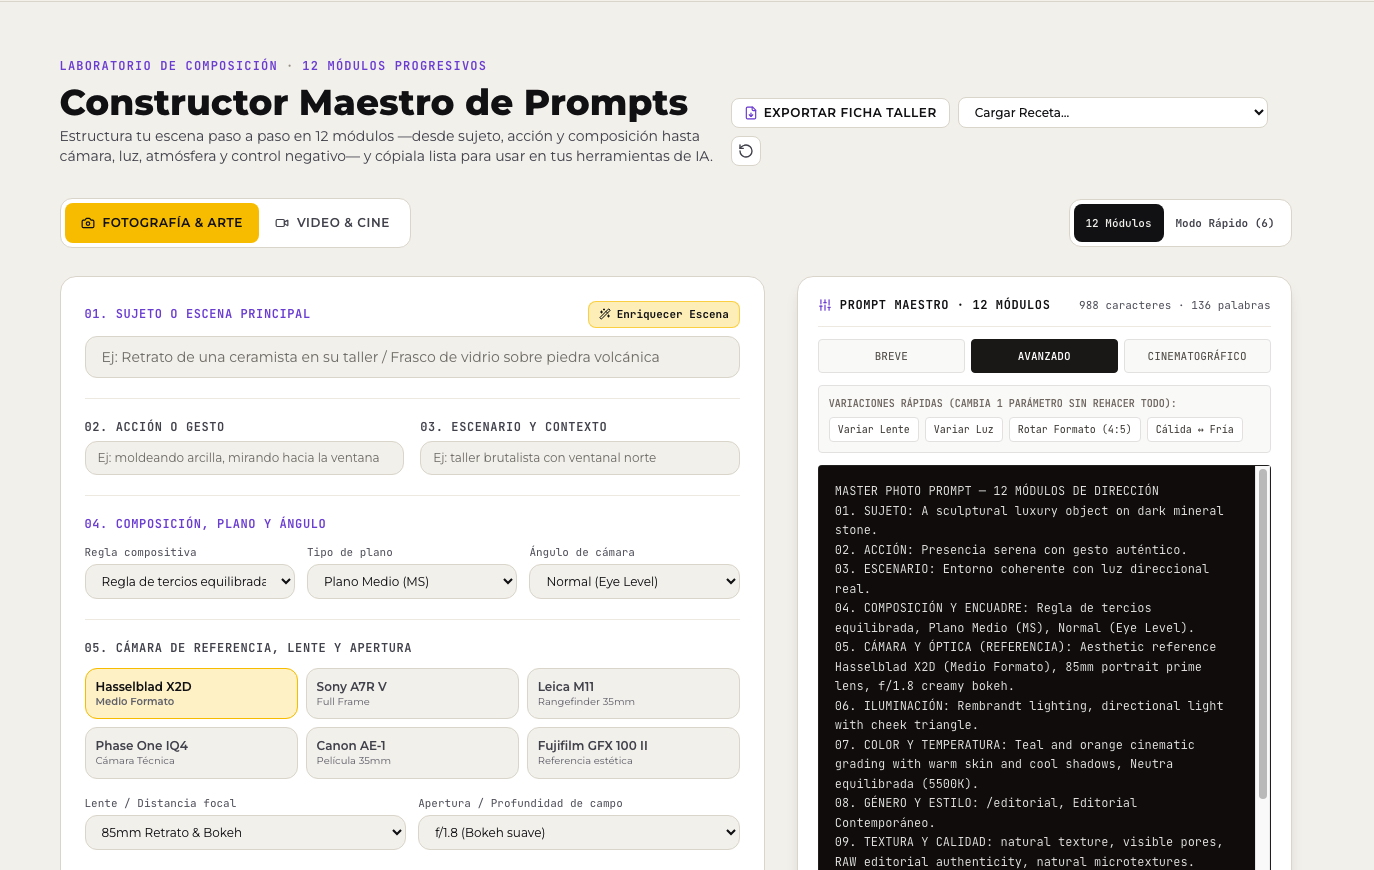 LABORATORIO DE COMPOSICIÓN · 12 MÓDULOS PROGRESIVOS
Constructor Maestro de Prompts
Estructura tu escena paso a paso en 12 módulos —desde sujeto, acción y composición hasta
cámara, luz, atmósfera y control negativo— y cópiala lista para usar en tus herramientas de IA.
EXPORTAR FICHA TALLER
Cargar Receta...
FOTOGRAFÍA & ARTE
VIDEO & CINE
12 Módulos
Modo Rápido (6)
01. SUJETO O ESCENA PRINCIPAL
Enriquecer Escena
Ej: Retrato de una ceramista en su taller / Frasco de vidrio sobre piedra volcánica
02. ACCIÓN O GESTO
03. ESCENARIO Y CONTEXTO
Ej: moldeando arcilla, mirando hacia la ventana
Ej: taller brutalista con ventanal norte
04. COMPOSICIÓN, PLANO Y ÁNGULO
Regla compositiva
Tipo de plano
Ángulo de cámara
Regla de tercios equilibrada
Plano Medio (MS)
Normal (Eye Level)
05. CÁMARA DE REFERENCIA, LENTE Y APERTURA
Hasselblad X2D
Medio Formato
Sony A7R V
Full Frame
Leica M11
Rangefinder 35mm
Phase One IQ4
Cámara Técnica
Canon AE-1
Película 35mm
Fujifilm GFX 100 II
Referencia estética
Lente / Distancia focal
Apertura / Profundidad de campo
85mm Retrato & Bokeh
f/1.8 (Bokeh suave)
PROMPT MAESTRO · 12 MÓDULOS
988 caracteres · 136 palabras
BREVE
AVANZADO
CINEMATOGRÁFICO
VARIACIONES RÁPIDAS (CAMBIA 1 PARÁMETRO SIN REHACER TODO):
Variar Lente
Variar Luz
Rotar Formato (4:5)
Cálida ↔ Fría
MASTER PHOTO PROMPT — 12 MÓDULOS DE DIRECCIÓN
01. SUJETO: A sculptural luxury object on dark mineral
stone.
02. ACCIÓN: Presencia serena con gesto auténtico.
03. ESCENARIO: Entorno coherente con luz direccional
real.
04. COMPOSICIÓN Y ENCUADRE: Regla de tercios
equilibrada, Plano Medio (MS), Normal (Eye Level).
05. CÁMARA Y ÓPTICA (REFERENCIA): Aesthetic reference
Hasselblad X2D (Medio Formato), 85mm portrait prime
lens, f/1.8 creamy bokeh.
06. ILUMINACIÓN: Rembrandt lighting, directional light
with cheek triangle.
07. COLOR Y TEMPERATURA: Teal and orange cinematic
grading with warm skin and cool shadows, Neutra
equilibrada (5500K).
08. GÉNERO Y ESTILO: /editorial, Editorial
Contemporáneo.
09. TEXTURA Y CALIDAD: natural texture, visible pores,
RAW editorial authenticity, natural microtextures.